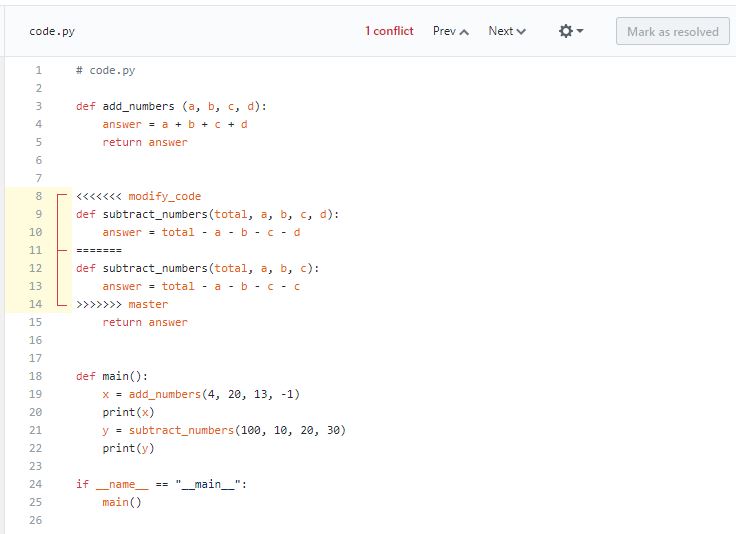 code.py 1 conflict Prev Next Mark as resolved
1 # code.py
2
3 def add_numbers (a, b, c, d):
4     answer = a + b + c + d
5     return answer
6
7
8 <<<<<<< modify_code
9 def subtract_numbers(total, a, b, c, d):
10     answer = total - a - b - c - d
11 =======
12 def subtract_numbers(total, a, b, c):
13     answer = total - a - b - c - c
14 >>>>>>> master
15     return answer
16
17
18 def main():
19     x = add_numbers(4, 20, 13, -1)
20     print(x)
21     y = subtract_numbers(100, 10, 20, 30)
22     print(y)
23
24 if __name__ == "__main__":
25     main()
26